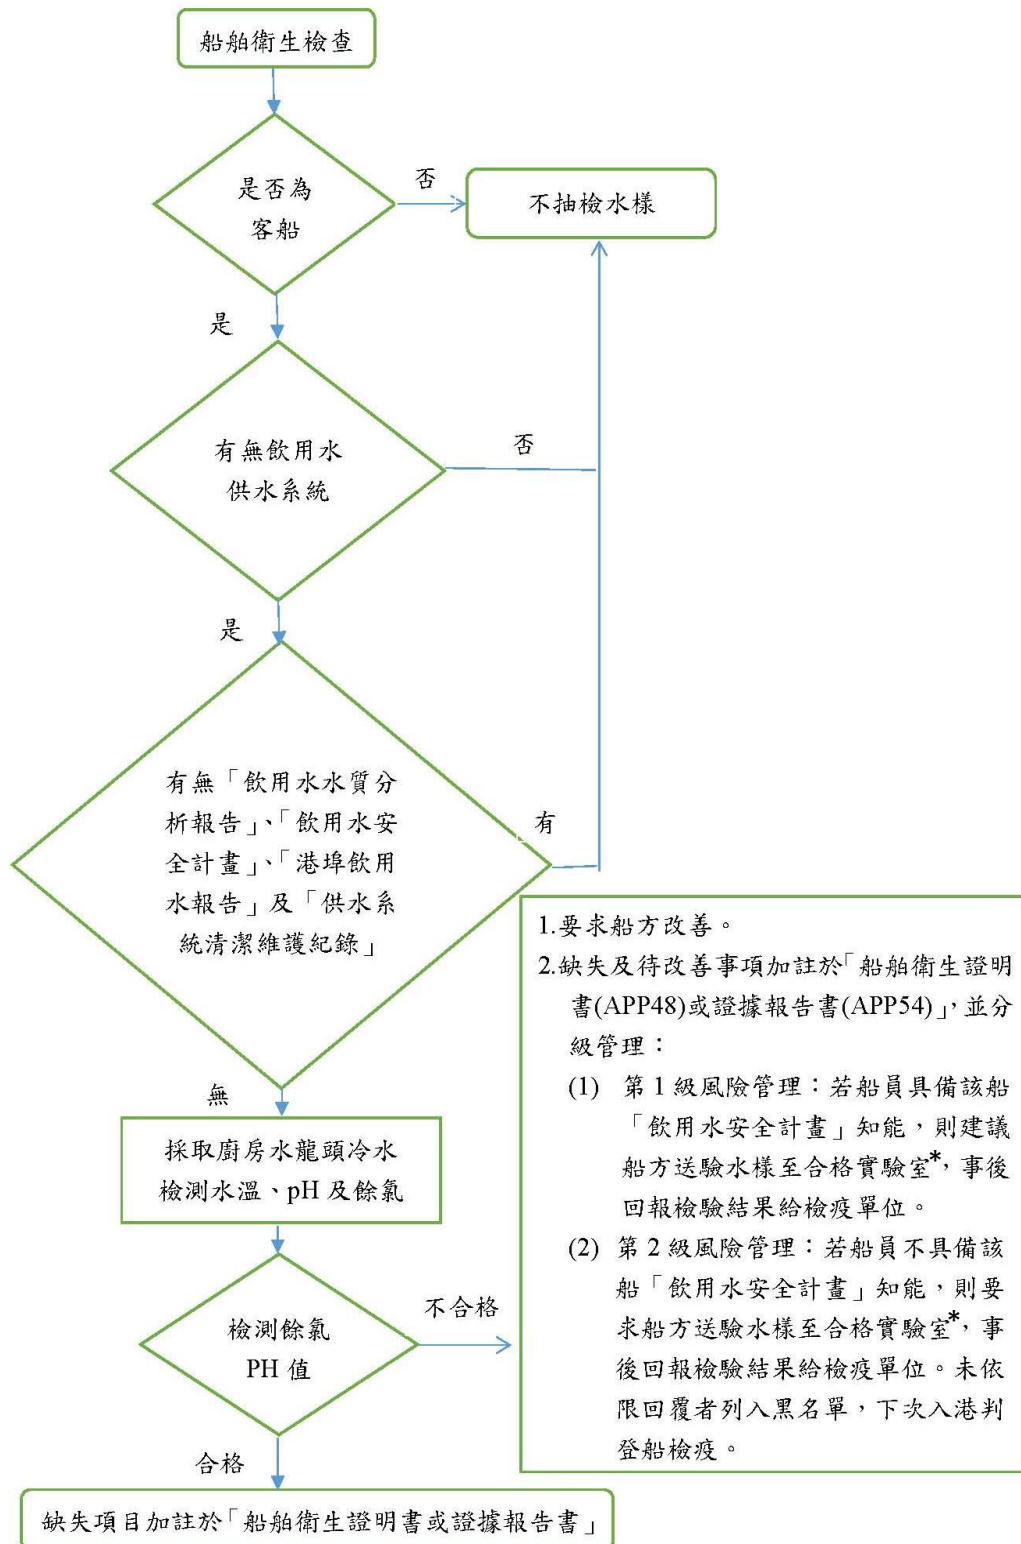 船舶衛生檢查
是否為
客船
否
不抽檢水樣
是
有無飲用水
供水系統
否
是
有無「飲用水水質分
析報告」、「飲用水安
全計畫」、「港埠飲用
水報告」及「供水系
統清潔維護紀錄」
有
無
採取廚房水龍頭冷水
檢測水溫、pH 及餘氯
檢測餘氯
PH 值
不合格
1.要求船方改善。
2.缺失及待改善事項加註於「船舶衛生證明
書(APP48)或證據報告書(APP54)」,並分
級管理：
(1) 第 1 級風險管理：若船員具備該船
「飲用水安全計畫」知能，則建議
船方送驗水樣至合格實驗室*，事後
回報檢驗結果給檢疫單位。
(2) 第 2 級風險管理：若船員不具備該
船「飲用水安全計畫」知能，則要
求船方送驗水樣至合格實驗室*，事
後回報檢驗結果給檢疫單位。未依
限回覆者列入黑名單，下次入港判
登船檢疫。
合格
缺失項目加註於「船舶衛生證明書或證據報告書」